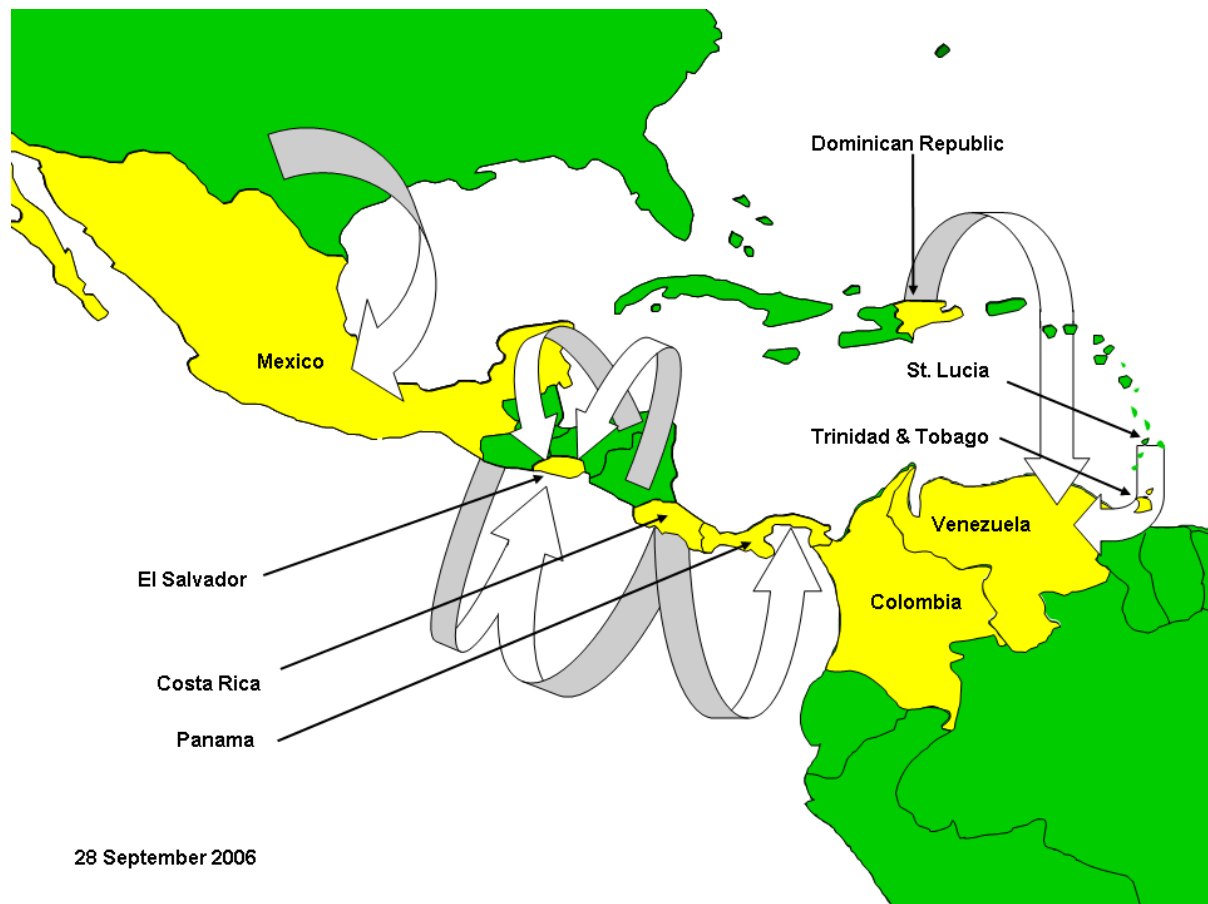 Dominican Republic
Mexico
St. Lucia
Trinidad & Tobago
Venezuela
El Salvador
Colombia
Costa Rica
Panama
28 September 2006